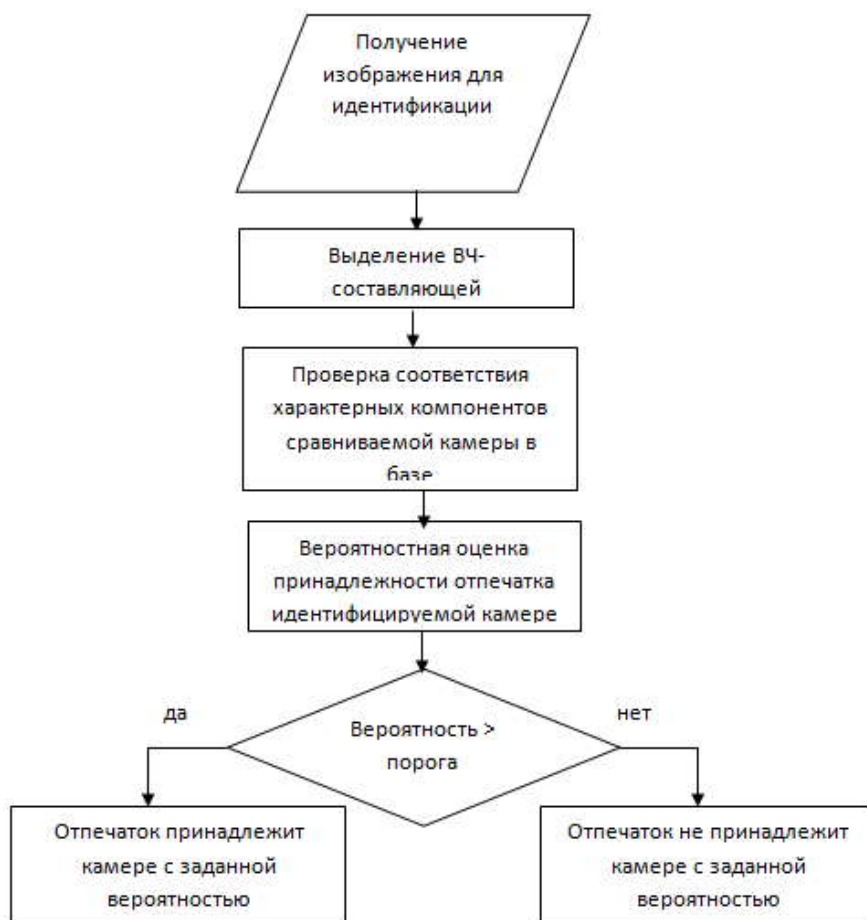 Получение
изображения для
идентификации
Выделение ВЧ-
составляющей
Проверка соответствия
характерных компонентов
сравниваемой камеры в
базе
Вероятностная оценка
принадлежности отпечатка
идентифицируемой камере
да
нет
Вероятность >
порога
Отпечаток принадлежит
камере с заданной
вероятностью
Отпечаток не принадлежит
камере с заданной
вероятностью